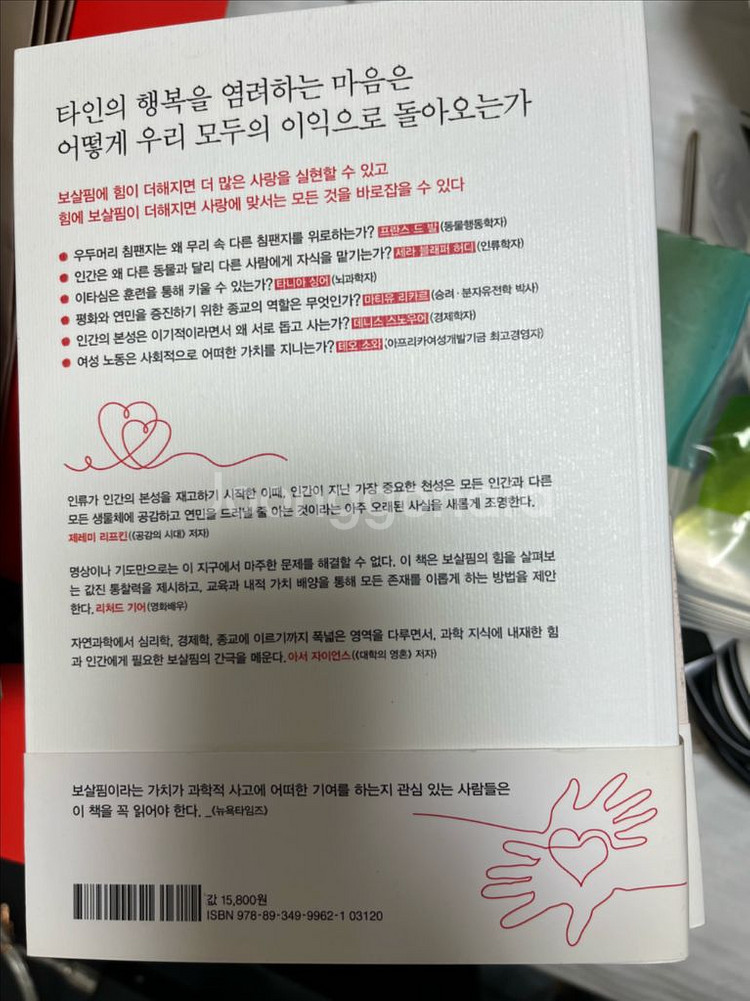 타인의 행복을 염려하는 마음은
어떻게 우리 모두의 이익으로 돌아오는가
보살핌에 힘이 더해지면 더 많은 사랑을 실현할 수 있고
힘에 보살핌이 더해지면 사랑에 맞서는 모든 것을 바로잡을 수 있다
● 우두머리 침팬지는 왜 무리 속 다른 침팬지를 위로하는가? 프란스 드 발(동물행동학자)
● 인간은 왜 다른 동물과 달리 다른 사람에게 자식을 맡기는가? 세라 블래퍼 허디(인류학자)
● 이타심은 훈련을 통해 키울 수 있는가? 타니아 싱어(뇌과학자)
● 평화와 연민을 증진하기 위한 종교의 역할은 무엇인가? 마티유 리카르(승려·분자유전학 박사)
● 인간의 본성은 이기적이라면서 왜 서로 돕고 사는가? 데니스 스노우어(경제학자)
● 여성 노동은 사회적으로 어떠한 가치를 지니는가? 테오 소와(아프리카여성개발기금 최고경영자)
인류가 인간의 본성을 재고하기 시작한 이때, 인간이 지닌 가장 중요한 천성은 모든 인간과 다른
모든 생물체에 공감하고 연민을 드러낼 줄 아는 것이라는 아주 오래된 사실을 새롭게 조명한다.
제레미 리프킨(《공감의 시대》 저자)
명상이나 기도만으로는 이 지구에서 마주한 문제를 해결할 수 없다. 이 책은 보살핌의 힘을 살펴보
는 값진 통찰력을 제시하고, 교육과 내적 가치 배양을 통해 모든 존재를 이롭게 하는 방법을 제안
한다. 리처드 기어(영화배우)
자연과학에서 심리학, 경제학, 종교에 이르기까지 폭넓은 영역을 다루면서, 과학 지식에 내재한 힘
과 인간에게 필요한 보살핌의 간극을 메운다. 아서 자이언스(《대학의 영혼》 저자)
보살핌이라는 가치가 과학적 사고에 어떠한 기여를 하는지 관심 있는 사람들은
이 책을 꼭 읽어야 한다. _〈뉴욕타임즈〉
값 15,800원
ISBN 978-89-349-9962-1 03120